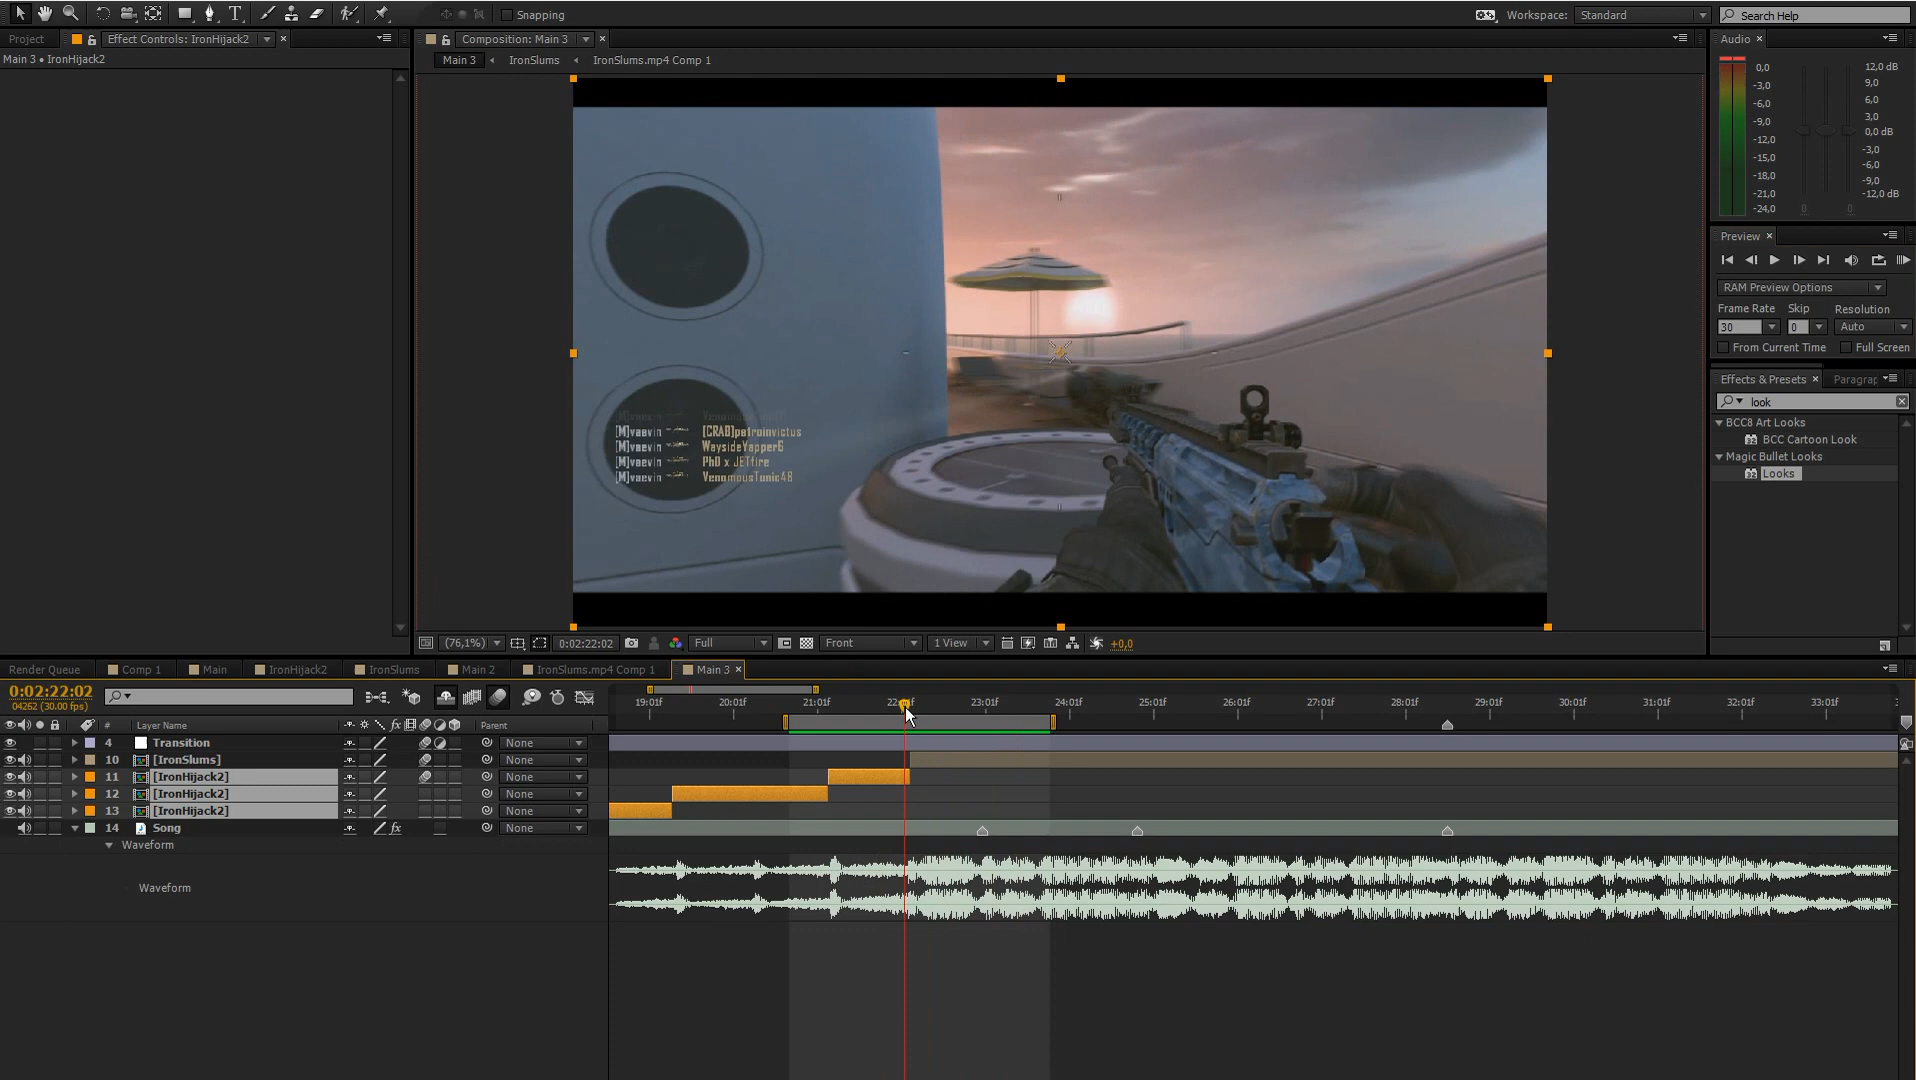 Snapping
Workspace: Standard
Search Help
Project
Effect Controls: IronHijack2
Composition: Main 3
Audio
Main 3 • IronHijack2
Main 3
IronSlums
IronSlums.mp4 Comp 1
0,0
-3,0
-6,0
-9,0
-12,0
-15,0
-18,0
-21,0
-24,0
12,0 dB
9,0
6,0
3,0
0,0 dB
-3,0
-6,0
-9,0
-12,0 dB
0
0
Preview
RAM Preview Options
Frame Rate
Skip
Resolution
30
0
Auto
From Current Time
Full Screen
Effects & Presets
Paragrap
look
BCC8 Art Looks
BCC Cartoon Look
Magic Bullet Looks
Looks
[M]vaevin [CRAB]petroinvictus
[M]vaevin WaysideYapper6
[M]vaevin PhD x JETfire
[M]vaevin VenomousTonic48
(76,1%)
0:02:22:02
Full
Front
1 View
+0,0
Render Queue
Comp 1
Main
IronHijack2
IronSlums
Main 2
IronSlums.mp4 Comp 1
Main 3
0:02:22:02
04262 (30.00 fps)
19:01f
20:01f
21:01f
23:01f
24:01f
25:01f
26:01f
27:01f
28:01f
29:01f
30:01f
31:01f
32:01f
33:01f
#
Layer Name
fx
Parent
4 Transition None
10 [IronSlums] None
11 [IronHijack2] None
12 [IronHijack2] None
13 [IronHijack2] None
14 Song fx None
Waveform
Waveform